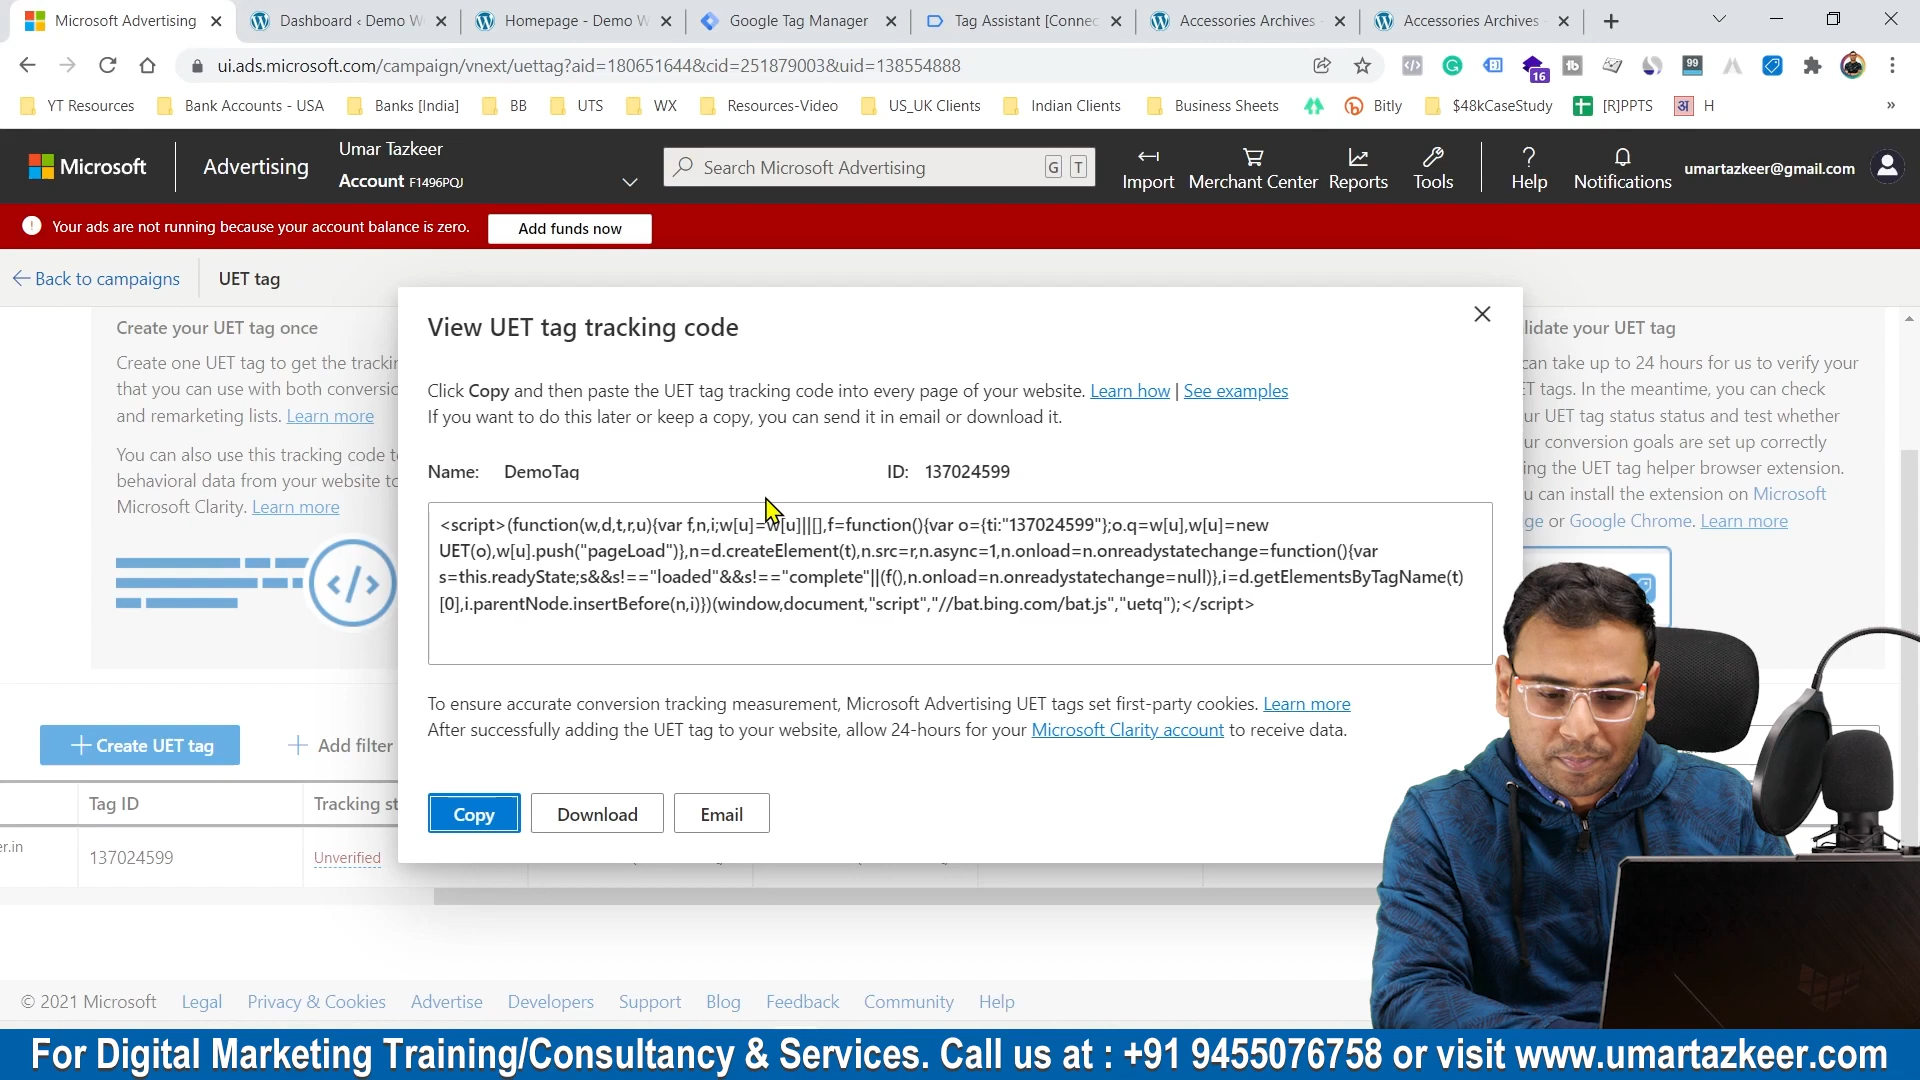 Microsoft Advertising
Dashboard ‹ Demo W
Homepage - Demo W
Google Tag Manager
Tag Assistant [Connec
Accessories Archives
Accessories Archives
ui.ads.microsoft.com/campaign/vnext/uettag?aid=180651644&cid=251879003&uid=138554888
16
99
YT Resources
Bank Accounts - USA
Banks [India]
BB
UTS
WX
Resources-Video
US_UK Clients
Indian Clients
Business Sheets
Bitly
$48kCaseStudy
[R]PPTS
अ
H
»
Microsoft
Advertising
Umar Tazkeer
Account F1496PQJ
Search Microsoft Advertising
G T
Import
Merchant Center
Reports
Tools
Help
Notifications
umartazkeer@gmail.com
Your ads are not running because your account balance is zero.
Add funds now
Back to campaigns
UET tag
Create your UET tag once
Create one UET tag to get the trackin
that you can use with both conversic
and remarketing lists. Learn more
You can also use this tracking code t
behavioral data from your website to
Microsoft Clarity. Learn more
View UET tag tracking code
Click Copy and then paste the UET tag tracking code into every page of your website. Learn how | See examples
If you want to do this later or keep a copy, you can send it in email or download it.
Name: DemoTag
ID: 137024599
<script>(function(w,d,t,r,u){var f,n,i;w[u]=w[u]||[],f=function(){var o={ti:"137024599"};o.q=w[u],w[u]=new
UET(o),w[u].push("pageLoad")},n=d.createElement(t),n.src=r,n.async=1,n.onload=n.onreadystatechange=function(){var
s=this.readyState;s&&s!=="loaded"&&s!=="complete"||(f(),n.onload=n.onreadystatechange=null)},i=d.getElementsByTagName(t)
[0],i.parentNode.insertBefore(n,i)})(window,document,"script","//bat.bing.com/bat.js","uetq");</script>
To ensure accurate conversion tracking measurement, Microsoft Advertising UET tags set first-party cookies. Learn more
After successfully adding the UET tag to your website, allow 24-hours for your Microsoft Clarity account to receive data.
Copy
Download
Email
lidate your UET tag
can take up to 24 hours for us to verify your
ET tags. In the meantime, you can check
ur UET tag status status and test whether
ur conversion goals are set up correctly
ing the UET tag helper browser extension.
u can install the extension on Microsoft
ge or Google Chrome. Learn more
Create UET tag
Add filter
Tag ID
Tracking st
er.in
137024599
Unverified
© 2021 Microsoft
Legal
Privacy & Cookies
Advertise
Developers
Support
Blog
Feedback
Community
Help
For Digital Marketing Training/Consultancy & Services. Call us at : +91 9455076758 or visit www.umartazkeer.com